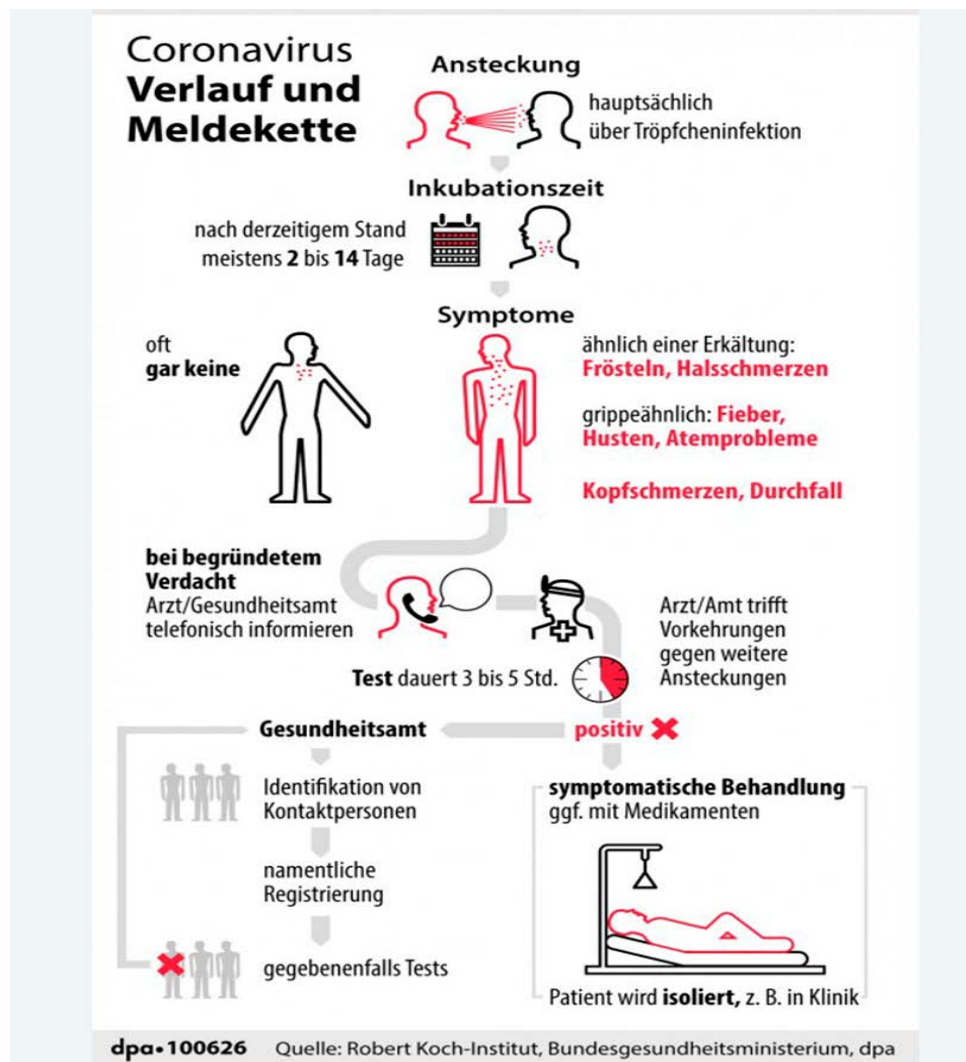 Coronavirus
Verlauf und
Meldekette
Ansteckung
hauptsächlich
über Tröpfcheninfektion
Inkubationszeit
nach derzeitigem Stand
meistens 2 bis 14 Tage
Symptome
oft
gar keine
ähnlich einer Erkältung:
Frösteln, Halsschmerzen
grippeähnlich: Fieber,
Husten, Atemprobleme
Kopfschmerzen, Durchfall
bei begründetem
Verdacht
Arzt/Gesundheitsamt
telefonisch informieren
Arzt/Amt trifft
Vorkehrungen
gegen weitere
Ansteckungen
Test dauert 3 bis 5 Std.
positiv
Gesundheitsamt
Identifikation von
Kontaktpersonen
namentliche
Registrierung
gegebenenfalls Tests
symptomatische Behandlung
ggf. mit Medikamenten
Patient wird isoliert, z. B. in Klinik
dpa•100626 Quelle: Robert Koch-Institut, Bundesgesundheitsministerium, dpa